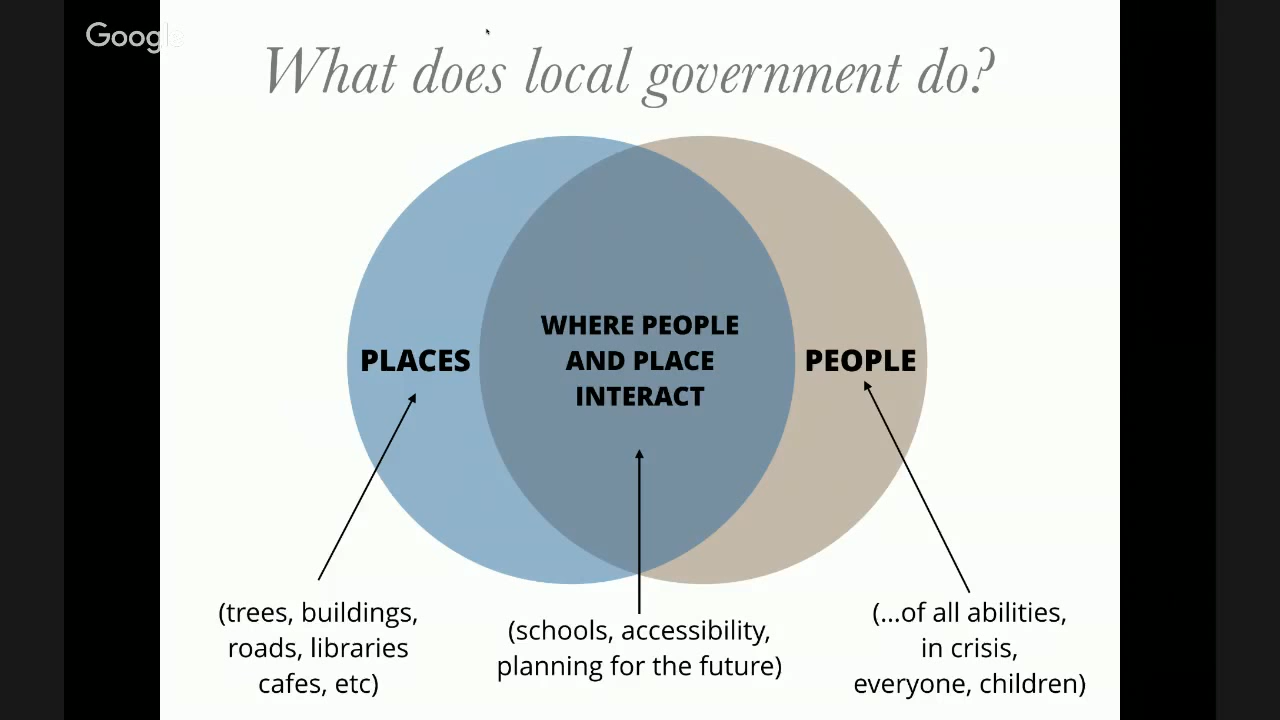 Google
What does local government do?
WHERE PEOPLE
AND PLACE
INTERACT
PLACES
PEOPLE
(trees, buildings,
roads, libraries
cafes, etc)
(schools, accessibility,
planning for the future)
(...of all abilities,
in crisis,
everyone, children)